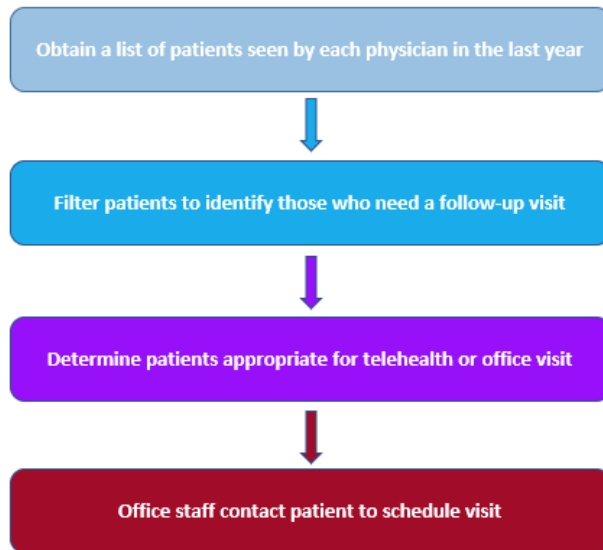 Obtain a list of patients seen by each physician in the last year
Filter patients to identify those who need a follow-up visit
Determine patients appropriate for telehealth or office visit
Office staff contact patient to schedule visit